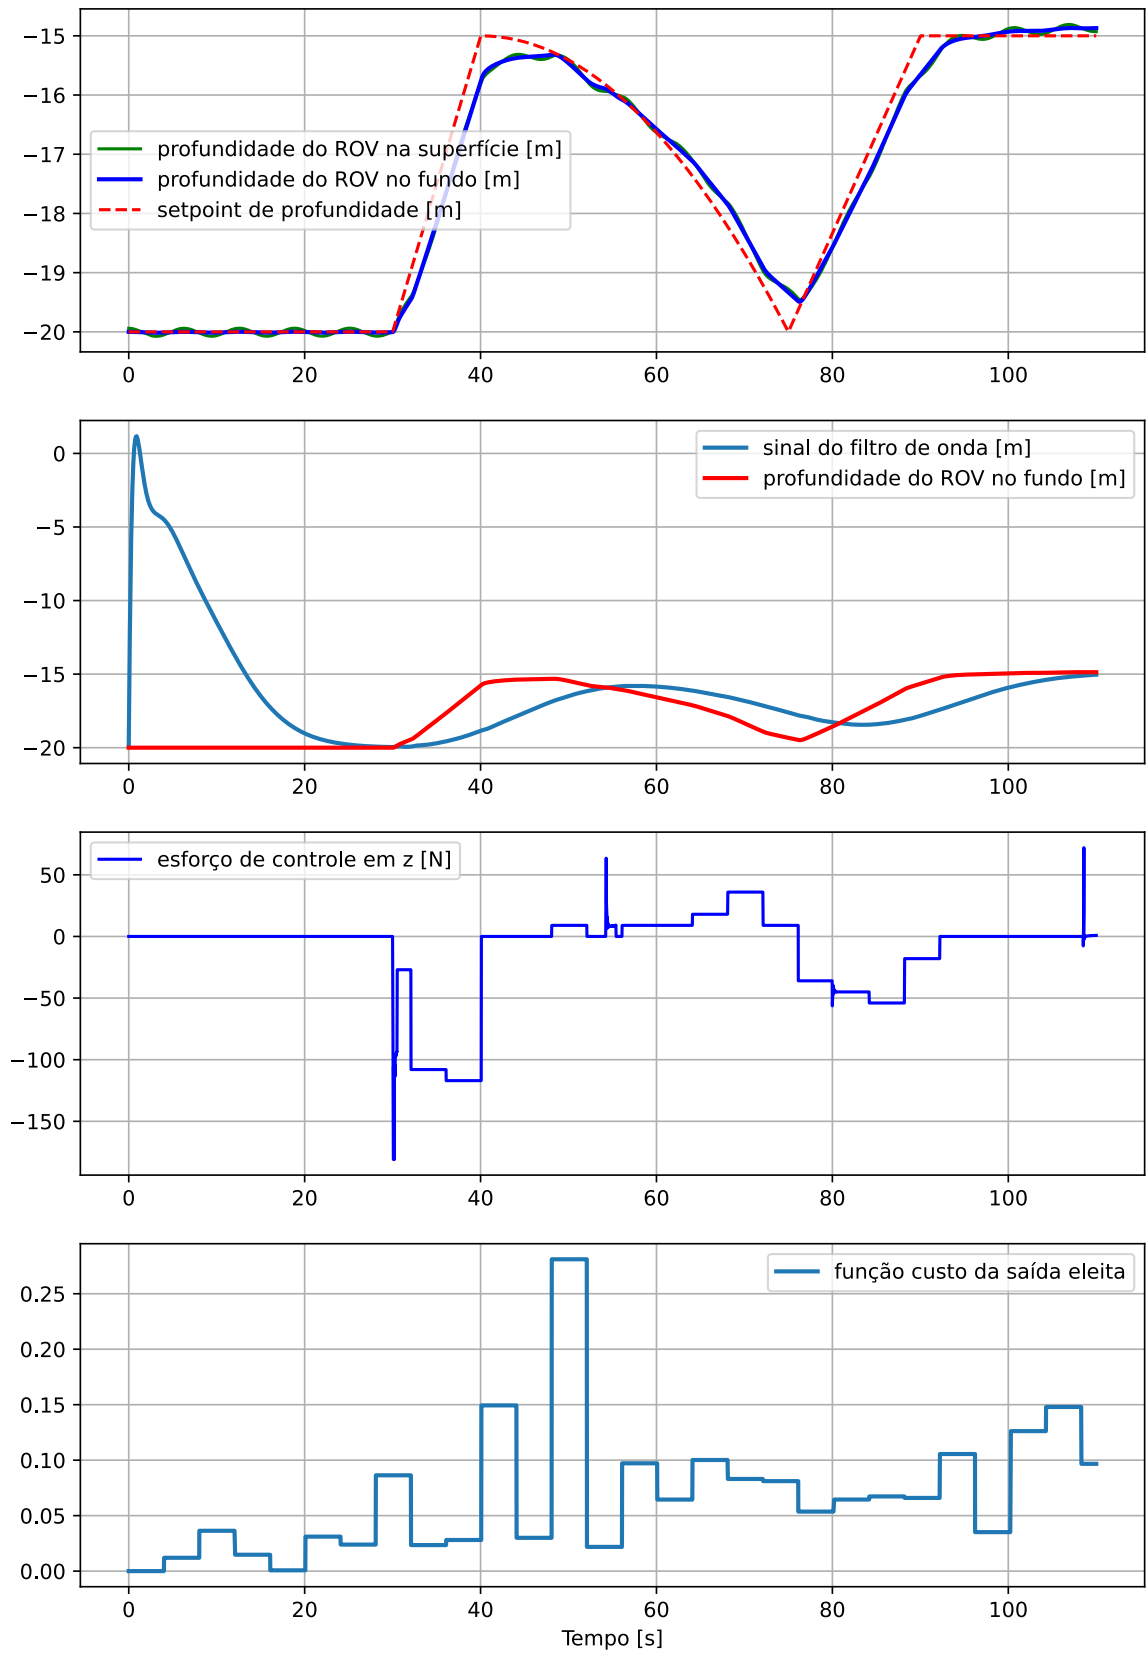 −15
−16
−17
−18
−19
−20
profundidade do ROV na superfície [m]
profundidade do ROV no fundo [m]
setpoint de profundidade [m]
0 20 40 60 80 100
0
−5
−10
−15
−20
sinal do filtro de onda [m]
profundidade do ROV no fundo [m]
0 20 40 60 80 100
50
0
−50
−100
−150
esforço de controle em z [N]
0 20 40 60 80 100
0.25
0.20
0.15
0.10
0.05
0.00
função custo da saída eleita
0 20 40 60 80 100
Tempo [s]